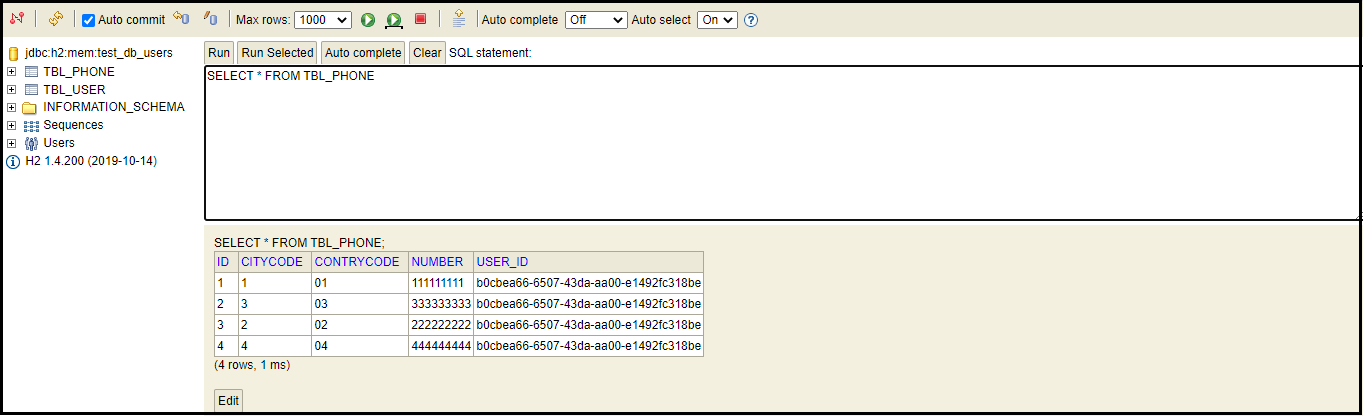 Auto commit Max rows: 1000 Auto complete Off Auto select On
jdbc:h2:mem:test_db_users
TBL_PHONE
TBL_USER
INFORMATION_SCHEMA
Sequences
Users
H2 1.4.200 (2019-10-14)
Run Run Selected Auto complete Clear SQL statement:
SELECT * FROM TBL_PHONE
SELECT * FROM TBL_PHONE;
ID CITYCODE CONTRYCODE NUMBER USER_ID
1 1 01 111111111 b0cbea66-6507-43da-aa00-e1492fc318be
2 3 03 333333333 b0cbea66-6507-43da-aa00-e1492fc318be
3 2 02 222222222 b0cbea66-6507-43da-aa00-e1492fc318be
4 4 04 444444444 b0cbea66-6507-43da-aa00-e1492fc318be
(4 rows, 1 ms)
Edit